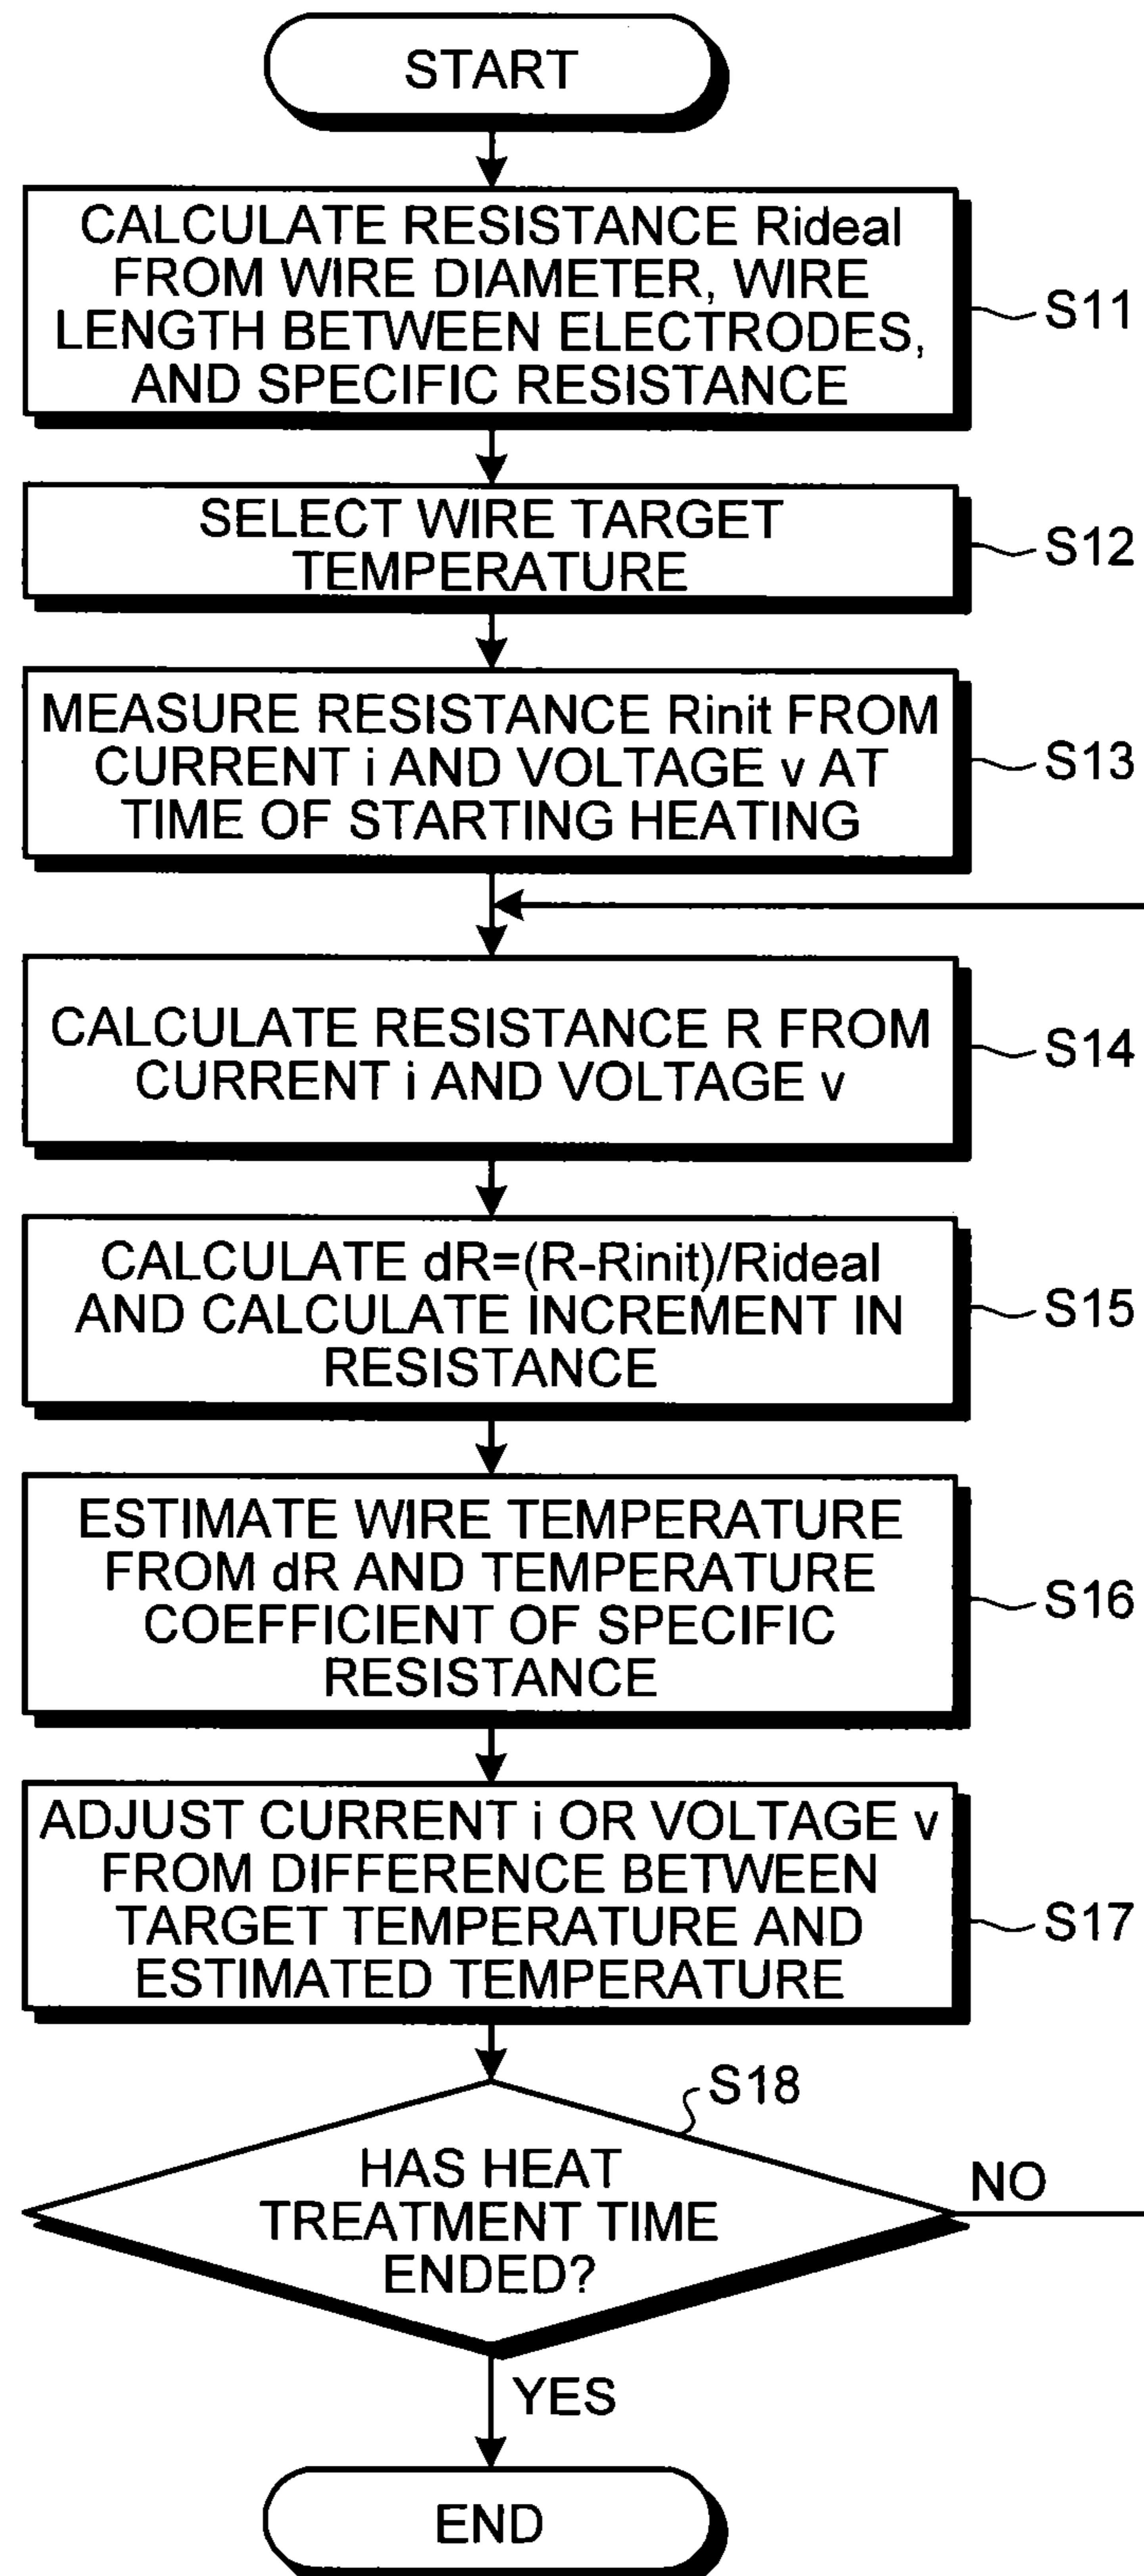 START
CALCULATE RESISTANCE Rideal
FROM WIRE DIAMETER, WIRE
LENGTH BETWEEN ELECTRODES,
AND SPECIFIC RESISTANCE
S11
SELECT WIRE TARGET
TEMPERATURE
S12
MEASURE RESISTANCE Rinit FROM
CURRENT i AND VOLTAGE v AT
TIME OF STARTING HEATING
S13
CALCULATE RESISTANCE R FROM
CURRENT i AND VOLTAGE v
S14
CALCULATE dR=(R-Rinit)/Rideal
AND CALCULATE INCREMENT IN
RESISTANCE
S15
ESTIMATE WIRE TEMPERATURE
FROM dR AND TEMPERATURE
COEFFICIENT OF SPECIFIC
RESISTANCE
S16
ADJUST CURRENT i OR VOLTAGE v
FROM DIFFERENCE BETWEEN
TARGET TEMPERATURE AND
ESTIMATED TEMPERATURE
S17
S18
HAS HEAT
TREATMENT TIME
ENDED?
NO
YES
END